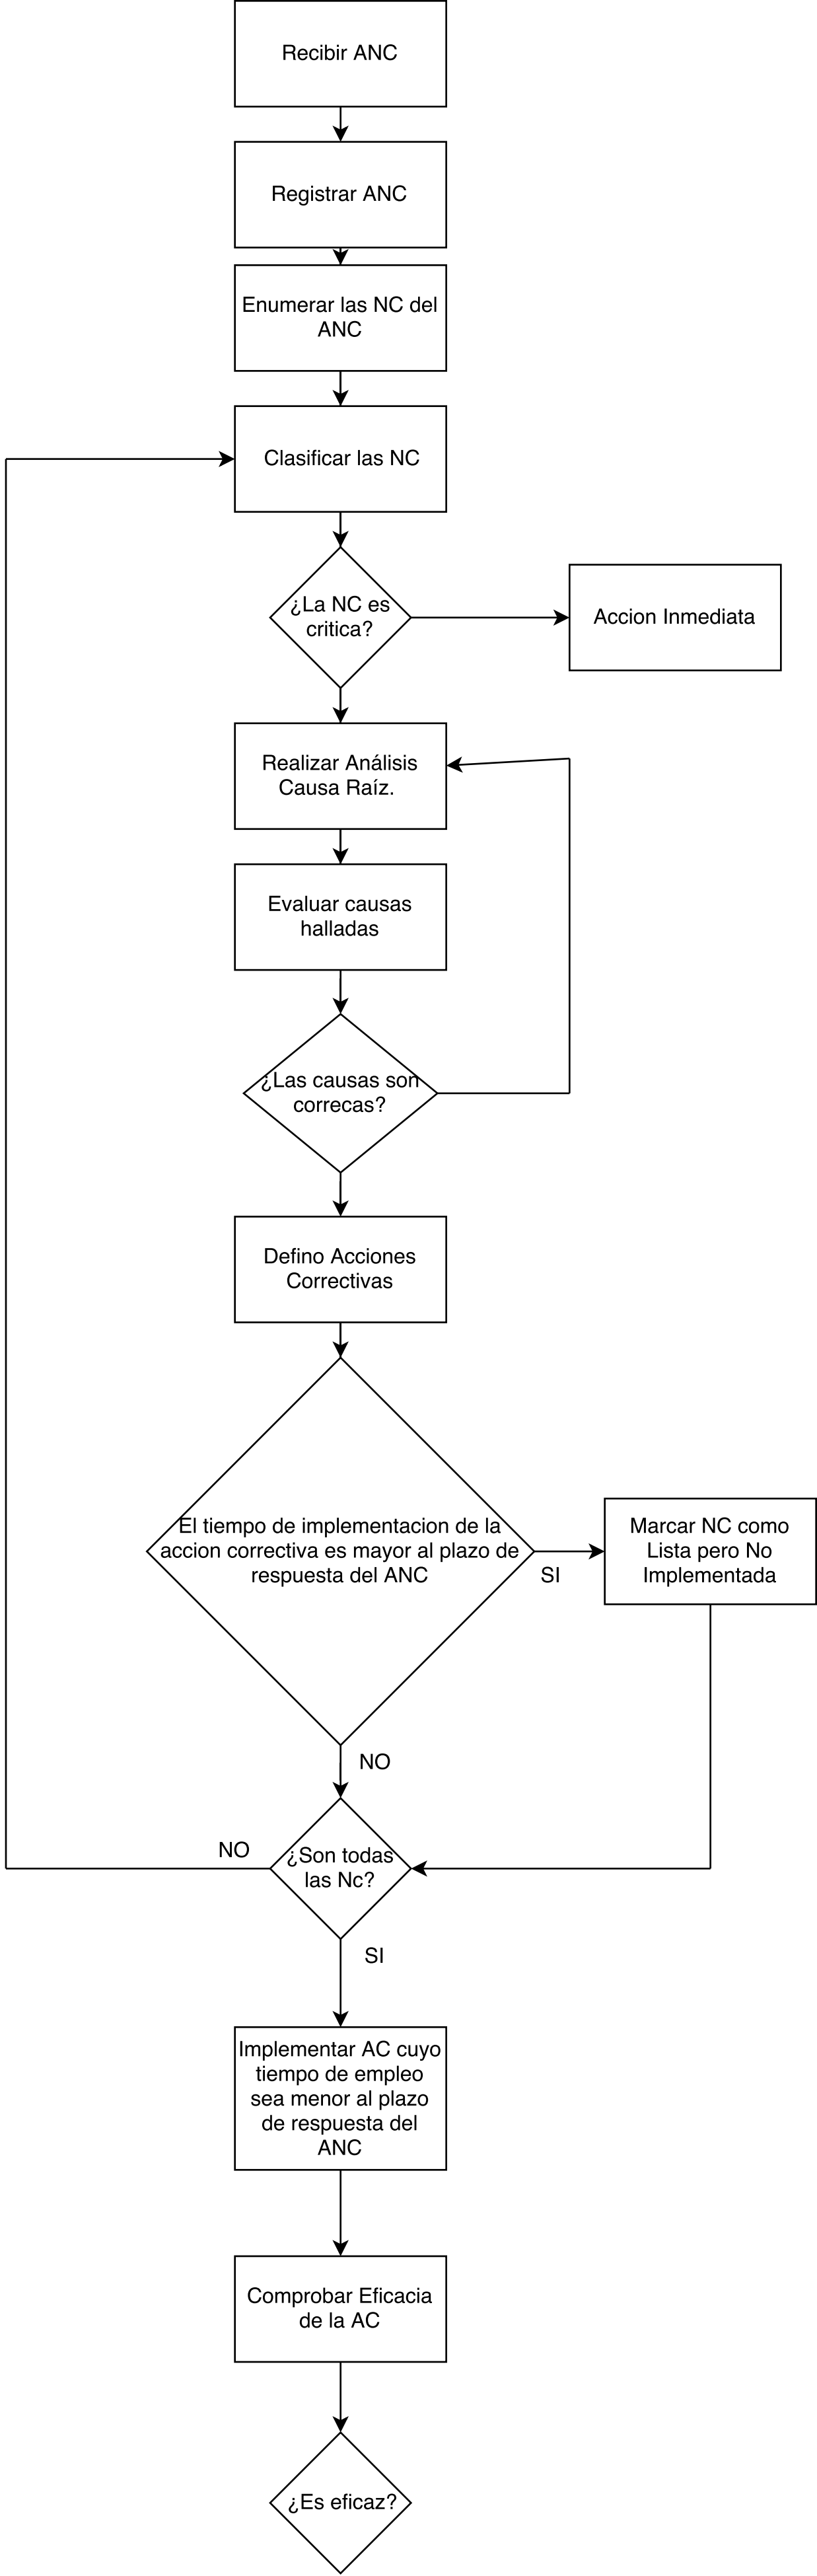 Recibir ANC
Registrar ANC
Enumerar las NC del
ANC
Clasificar las NC
¿La NC es
critica?
Accion Inmediata
Realizar Análisis
Causa Raíz.
Evaluar causas
halladas
¿Las causas son
correcas?
Defino Acciones
Correctivas
El tiempo de implementacion de la
accion correctiva es mayor al plazo de
respuesta del ANC
SI
Marcar NC como
Lista pero No
Implementada
NO
NO
¿Son todas
las Nc?
SI
Implementar AC cuyo
tiempo de empleo
sea menor al plazo
de respuesta del
ANC
Comprobar Eficacia
de la AC
¿Es eficaz?